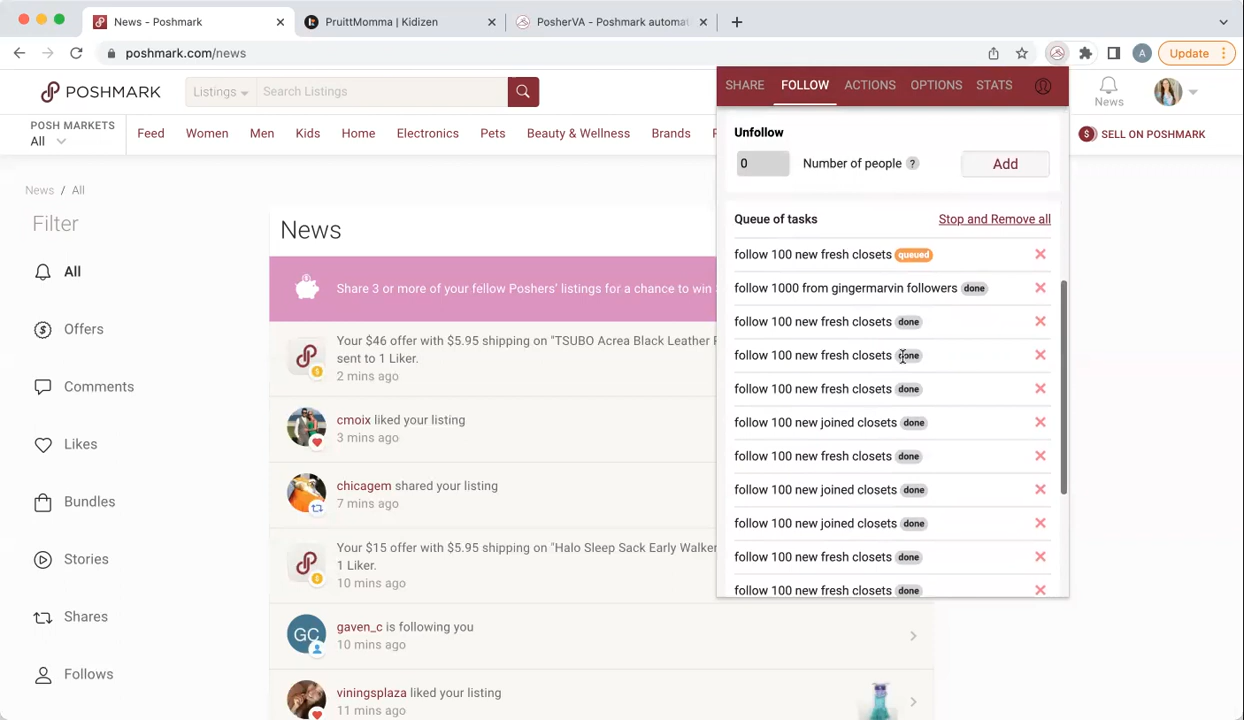 News - Poshmark
PruittMomma | Kidizen
PosherVA - Poshmark automat
poshmark.com/news
A
Update
POSHMARK
Listings
Search Listings
SHARE
FOLLOW
ACTIONS
OPTIONS
STATS
News
POSH MARKETS
All
Feed
Women
Men
Kids
Home
Electronics
Pets
Beauty & Wellness
Brands
SELL ON POSHMARK
News / All
Filter
All
Offers
Comments
Likes
Bundles
Stories
Shares
Follows
News
Share 3 or more of your fellow Poshers' listings for a chance to win
Your $46 offer with $5.95 shipping on "TSUBO Acrea Black Leather
sent to 1 Liker.
2 mins ago
cmoix liked your listing
3 mins ago
chicagem shared your listing
7 mins ago
Your $15 offer with $5.95 shipping on "Halo Sleep Sack Early Walker
1 Liker.
10 mins ago
GC
gaven_c is following you
10 mins ago
viningsplaza liked your listing
11 mins ago
Unfollow
0
Number of people ?
Add
Queue of tasks
Stop and Remove all
follow 100 new fresh closets queued
follow 1000 from gingermarvin followers done
follow 100 new fresh closets done
follow 100 new fresh closets done
follow 100 new fresh closets done
follow 100 new joined closets done
follow 100 new fresh closets done
follow 100 new joined closets done
follow 100 new joined closets done
follow 100 new fresh closets done
follow 100 new fresh closets done